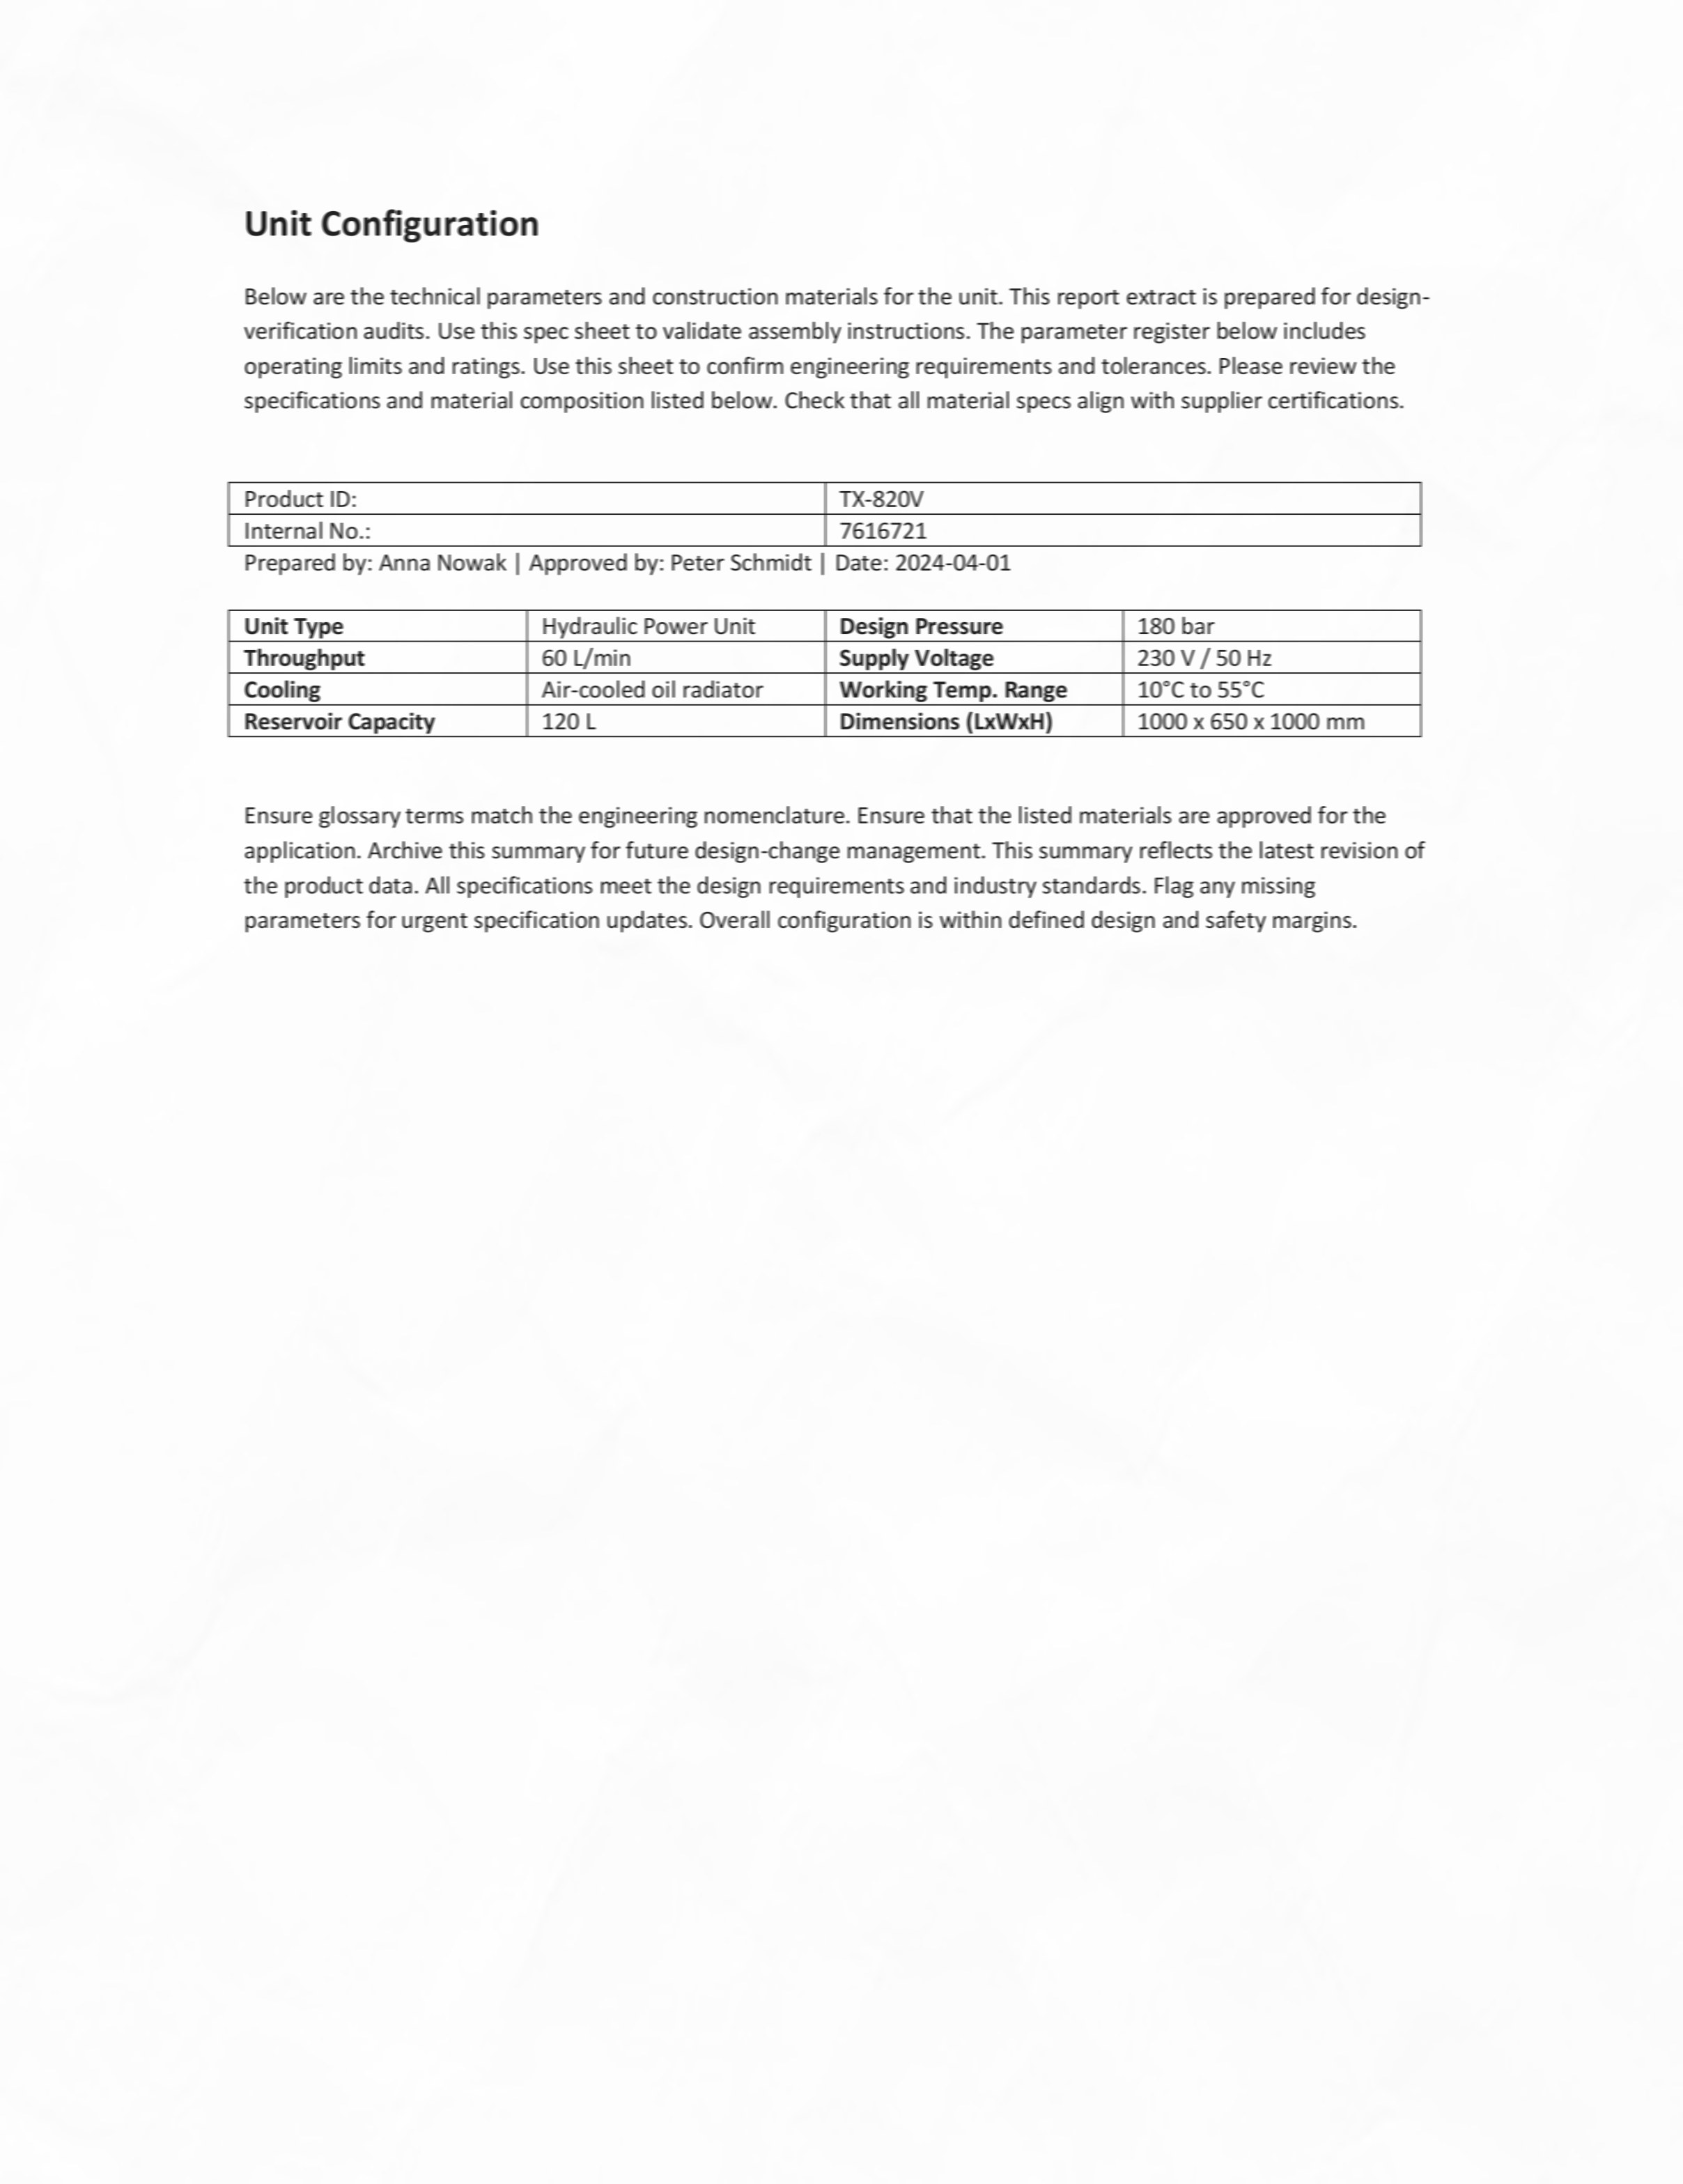 Unit Configuration
Below are the technical parameters and construction materials for the unit. This report extract is prepared for design-
verification audits. Use this spec sheet to validate assembly instructions. The parameter register below includes
operating limits and ratings. Use this sheet to confirm engineering requirements and tolerances. Please review the
specifications and material composition listed below. Check that all material specs align with supplier certifications.
Product ID: TX-820V
Internal No.: 7616721
Prepared by: Anna Nowak | Approved by: Peter Schmidt | Date: 2024-04-01
Unit Type Hydraulic Power Unit Design Pressure 180 bar
Throughput 60 L/min Supply Voltage 230 V / 50 Hz
Cooling Air-cooled oil radiator Working Temp. Range 10°C to 55°C
Reservoir Capacity 120 L Dimensions (LxWxH) 1000 x 650 x 1000 mm
Ensure glossary terms match the engineering nomenclature. Ensure that the listed materials are approved for the
application. Archive this summary for future design-change management. This summary reflects the latest revision of
the product data. All specifications meet the design requirements and industry standards. Flag any missing
parameters for urgent specification updates. Overall configuration is within defined design and safety margins.